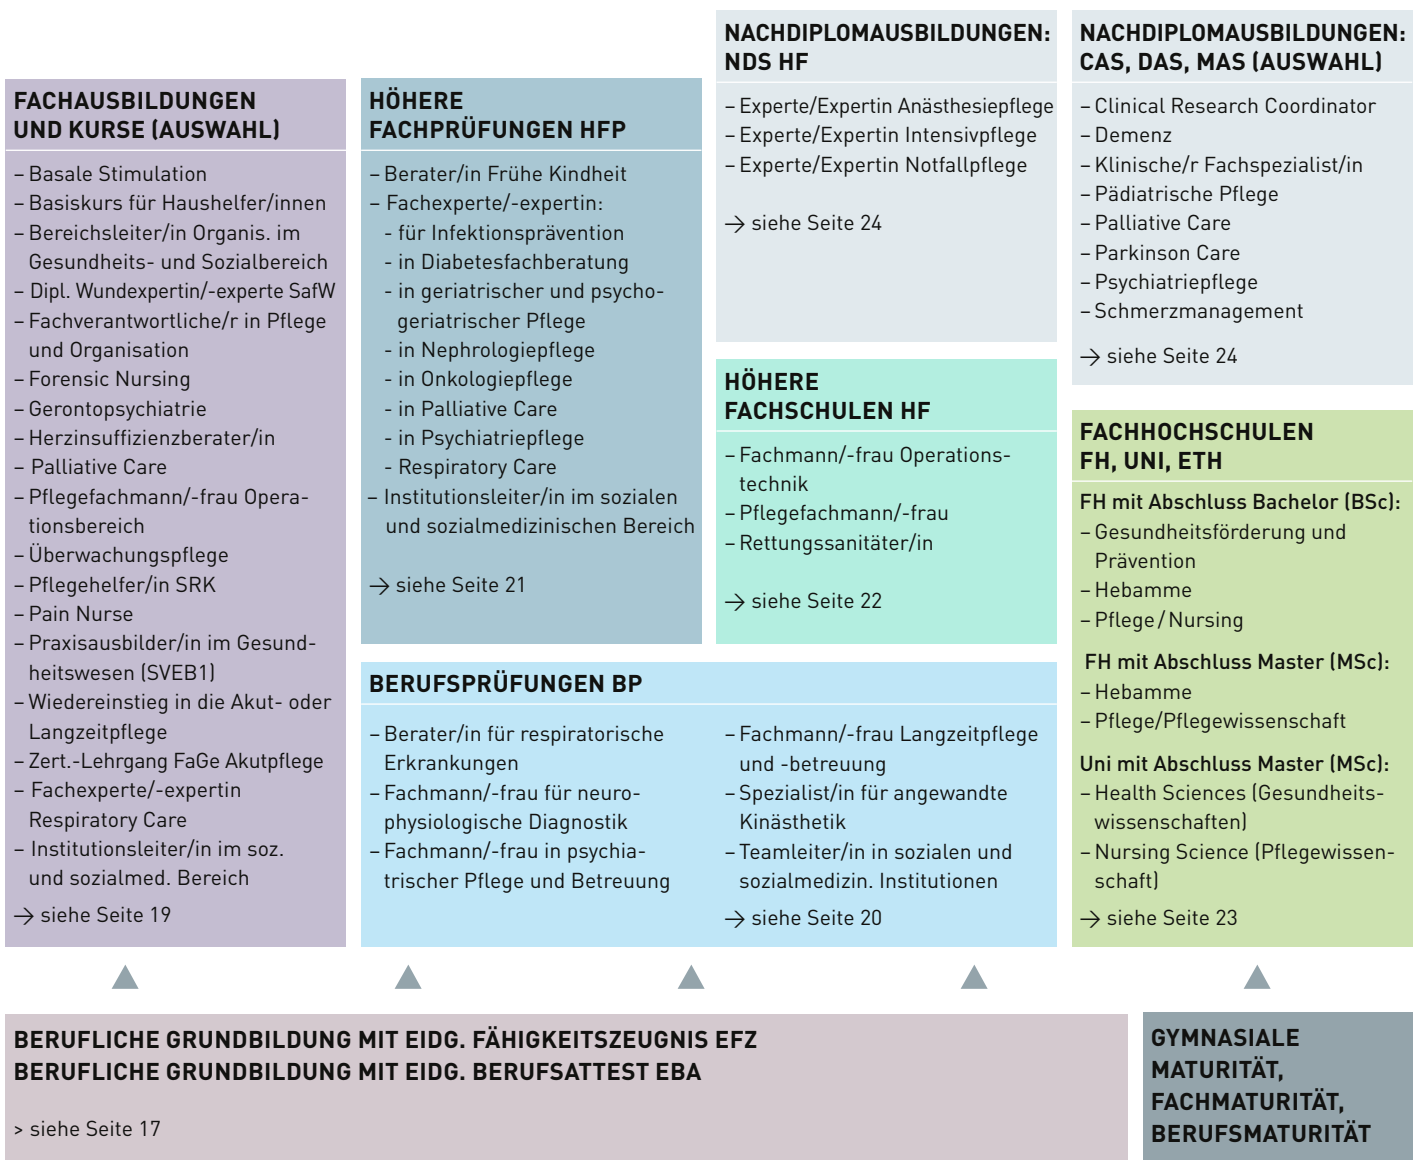 FACHAUSBILDUNGEN
UND KURSE (AUSWAHL)
– Basale Stimulation
– Basiskurs für Haushelfer/innen
– Bereichsleiter/in Organis. im
Gesundheits- und Sozialbereich
– Dipl. Wundexpertin/-experte SafW
– Fachverantwortliche/r in Pflege
und Organisation
– Forensic Nursing
– Gerontopsychiatrie
– Herzinsuffizienzberater/in
– Palliative Care
– Pflegefachmann/-frau Opera-
tionsbereich
– Überwachungspflege
– Pflegehelfer/in SRK
– Pain Nurse
– Praxisausbilder/in im Gesund-
heitswesen (SVEB1)
– Wiedereinstieg in die Akut- oder
Langzeitpflege
– Zert.-Lehrgang FaGe Akutpflege
– Fachexperte/-expertin
Respiratory Care
– Institutionsleiter/in im soz.
und sozialmed. Bereich
→ siehe Seite 19
HÖHERE
FACHPRÜFUNGEN HFP
– Berater/in Frühe Kindheit
– Fachexperte/-expertin:
- für Infektionsprävention
- in Diabetesfachberatung
- in geriatrischer und psycho-
geriatrischer Pflege
- in Nephrologiepflege
- in Onkologiepflege
- in Palliative Care
- in Psychiatriepflege
- Respiratory Care
– Institutionsleiter/in im sozialen
und sozialmedizinischen Bereich
→ siehe Seite 21
NACHDIPLOMAUSBILDUNGEN:
NDS HF
– Experte/Expertin Anästhesiepflege
– Experte/Expertin Intensivpflege
– Experte/Expertin Notfallpflege
→ siehe Seite 24
HÖHERE
FACHSCHULEN HF
– Fachmann/-frau Operations-
technik
– Pflegefachmann/-frau
– Rettungssanitäter/in
→ siehe Seite 22
NACHDIPLOMAUSBILDUNGEN:
CAS, DAS, MAS (AUSWAHL)
– Clinical Research Coordinator
– Demenz
– Klinische/r Fachspezialist/in
– Pädiatrische Pflege
– Palliative Care
– Parkinson Care
– Psychiatriepflege
– Schmerzmanagement
→ siehe Seite 24
BERUFSPRÜFUNGEN BP
– Berater/in für respiratorische
Erkrankungen
– Fachmann/-frau für neuro-
physiologische Diagnostik
– Fachmann/-frau in psychia-
trischer Pflege und Betreuung
– Fachmann/-frau Langzeitpflege
und -betreuung
– Spezialist/in für angewandte
Kinästhetik
– Teamleiter/in in sozialen und
sozialmedizin. Institutionen
→ siehe Seite 20
FACHHOCHSCHULEN
FH, UNI, ETH
FH mit Abschluss Bachelor (BSc):
– Gesundheitsförderung und
Prävention
– Hebamme
– Pflege / Nursing
FH mit Abschluss Master (MSc):
– Hebamme
– Pflege/Pflegewissenschaft
Uni mit Abschluss Master (MSc):
– Health Sciences (Gesundheits-
wissenschaften)
– Nursing Science (Pflegewissen-
schaft)
→ siehe Seite 23
BERUFLICHE GRUNDBILDUNG MIT EIDG. FÄHIGKEITSZEUGNIS EFZ
BERUFLICHE GRUNDBILDUNG MIT EIDG. BERUFSATTEST EBA
> siehe Seite 17
GYMNASIALE
MATURITÄT,
FACHMATURITÄT,
BERUFSMATURITÄT